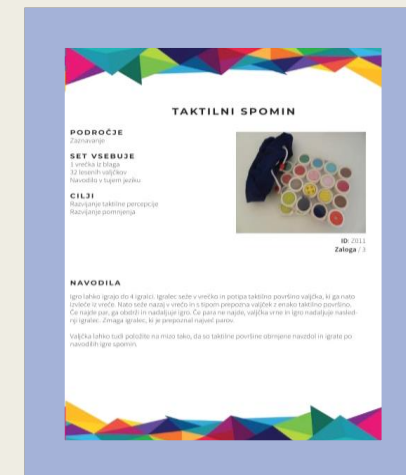 TAKTILNI SPOMIN
PODROČJE
Zaznavanje
SET VSEBUJE
1 vrečka iz blaga
32 lesenih valjčkov
Navodilo v tujem jeziku
CILJI
Razvijanje taktilne percepcije
Razvijanje pomnjenja
ID: Z011
Zaloga / 3
NAVODILA
Igro lahko igrajo do 4 igralci. Igralec seže v vrečko in potipa taktilno površino valjčka, ki ga nato
izvleče iz vreče. Nato seže nazaj v vrečo in s tipom prepozna valjček z enako taktilno površino.
Če najde par, ga obdrži in nadaljuje igro. Če para ne najde, valjčka vrne in igro nadaljuje nasled-
nji igralec. Zmaga igralec, ki je prepoznal največ parov.
Valjčka lahko tudi položite na mizo tako, da so taktilne površine obrnjene navzdol in igrate po
navodilih igre spomin.